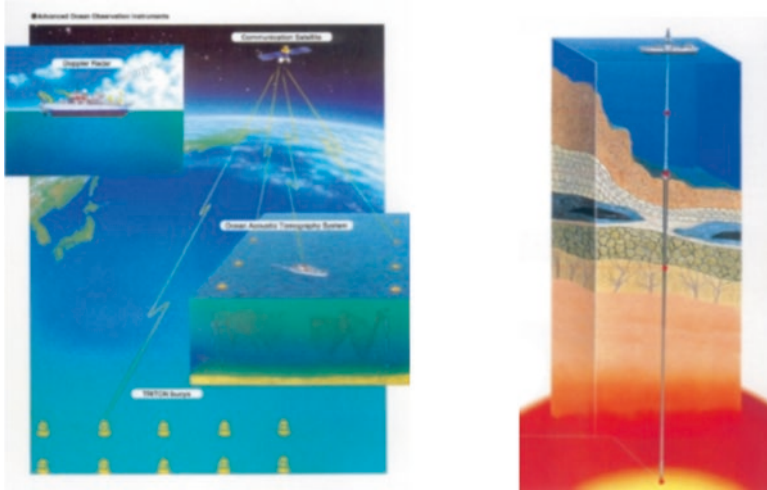 ●Advanced Ocean Observation Instruments
Communication Satellite
Doppler Radar
Ocean Acoustic Tomography System
TRITON buoys